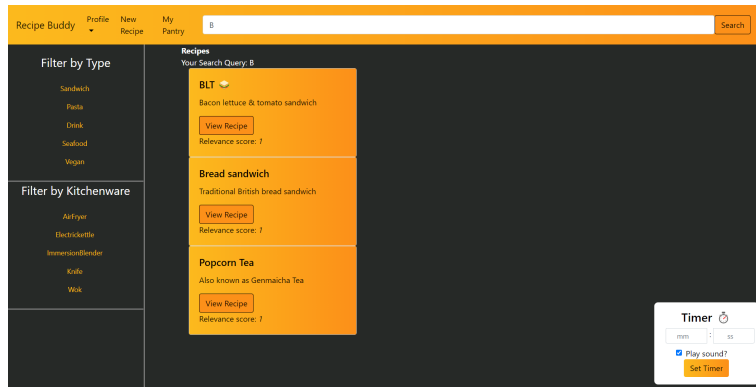 Recipe Buddy
Profile
New Recipe
My Pantry
B
Search
Filter by Type
Sandwich
Pasta
Drink
Seafood
Vegan
Filter by Kitchenware
AirFryer
Electrickettle
ImmersionBlender
Knife
Wok
Recipes
Your Search Query: B
BLT
Bacon lettuce & tomato sandwich
View Recipe
Relevance score: 1
Bread sandwich
Traditional British bread sandwich
View Recipe
Relevance score: 1
Popcorn Tea
Also known as Genmaicha Tea
View Recipe
Relevance score: 1
Timer
mm : ss
Play sound?
Set Timer